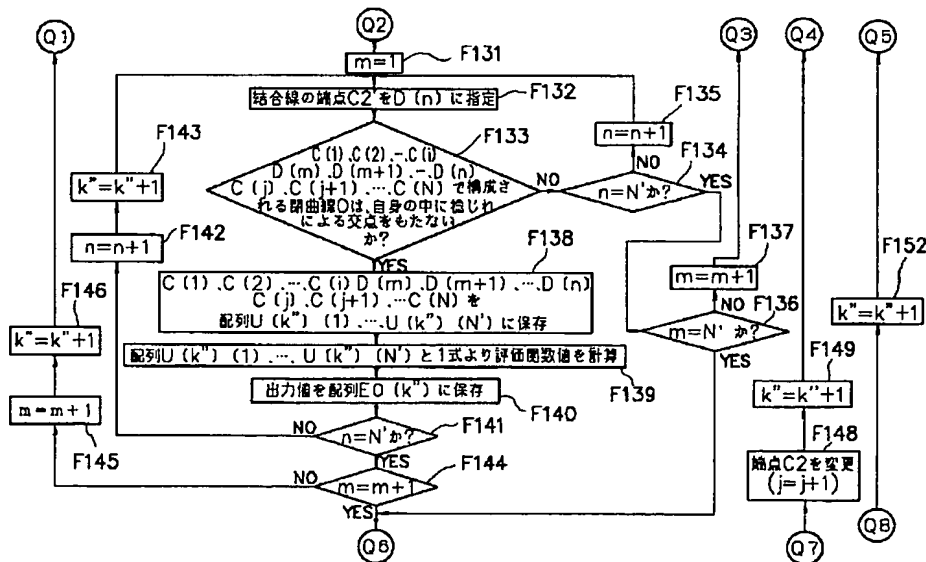 Q1
Q2
Q3
Q4
Q5
m=1
F131
結合線の端点C2をD(n)に指定
F132
F135
n=n+1
F143
k"=k"+1
F133
C(1)、C(2)、-、C(i)
D(m)、D(m+1)、-、D(n)
C(j)、C(j+1)、…C(N)で構成さ
れる閉曲線Oは、自身の中に捻じれ
による交点をもたない
か?
NO
NO
F134
n=N'か?
YES
F142
n=n+1
F138
YES
F137
m=m+1
F152
k"=k"+1
C(1)、C(2)、…、C(i)D(m)、D(m+1)、…、D(n)
C(j)、C(j+1)、…C(N)を
配列U(k")(1)、…、U(k")(N')に保存
F146
k"=k"+1
NO
F136
m=N'か?
YES
配列U(k")(1)、…、U(k")(N')と1式より評価関数値を計算
F139
F149
k"=k"+1
出力値を配列EO(k")に保存
F140
m=m+1
F145
NO
n=N'か?
F141
YES
F148
端点C2を変更
(j=j+1)
NO
m=m+1
F144
YES
Q6
Q7
Q8